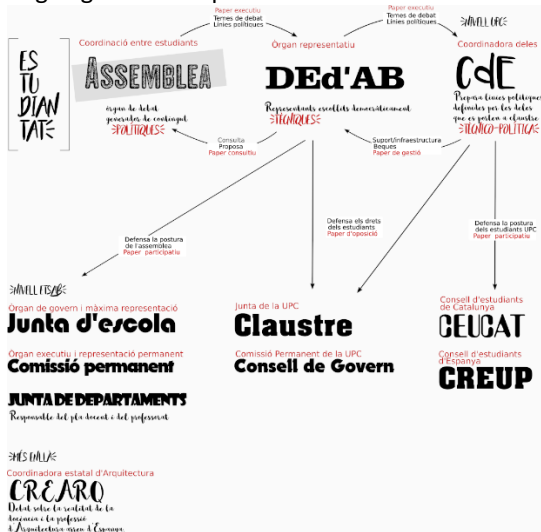 ES
TU
DIAN
TAT
Coordinació entre estudiants
ASSEMBLEA
òrgan de debat
generador de contingut
POLÍTIQUES
Paper executiu
Temes de debat
Línies polítiques
Òrgan representatiu
DEd'AB
Representants escollits democràticament
TÈCNIQUES
Consulta
Proposa
Paper consultiu
Paper executiu
Temes de debat
Línies polítiques
NIVELL UPC
Coordinadora deles
CdE
Prepara línies polítiques
definides per les deles
que es porten a claustre
TÈCNICO-POLÍTICA
Suport/infraestructura
Beques
Paper de gestió
Defensa la postura
de l'assemblea
Paper participatiu
Defensa els drets
dels estudiants
Paper d'oposició
Defensa la postura
dels estudiants UPC
Paper participatiu
NIVELL ETSAB
Òrgan de govern i màxima representació
Junta d'escola
Òrgan executiu i representació permanent
Comissió permanent
JUNTA DE DEPARTAMENTS
Responsable del pla docent i del professorat
Junta de la UPC
Claustre
Comissió Permanent de la UPC
Consell de Govern
Consell d'estudiants
de Catalunya
CEUCAT
Consell d'estudiants
d'Espanya
CREUP
MÉS ENLLÀ
Coordinadora estatal d'Arquitectura
CREARQ
Debat sobre la realitat de la
docència i la professió
d'Arquitectura arreu d'Espanya